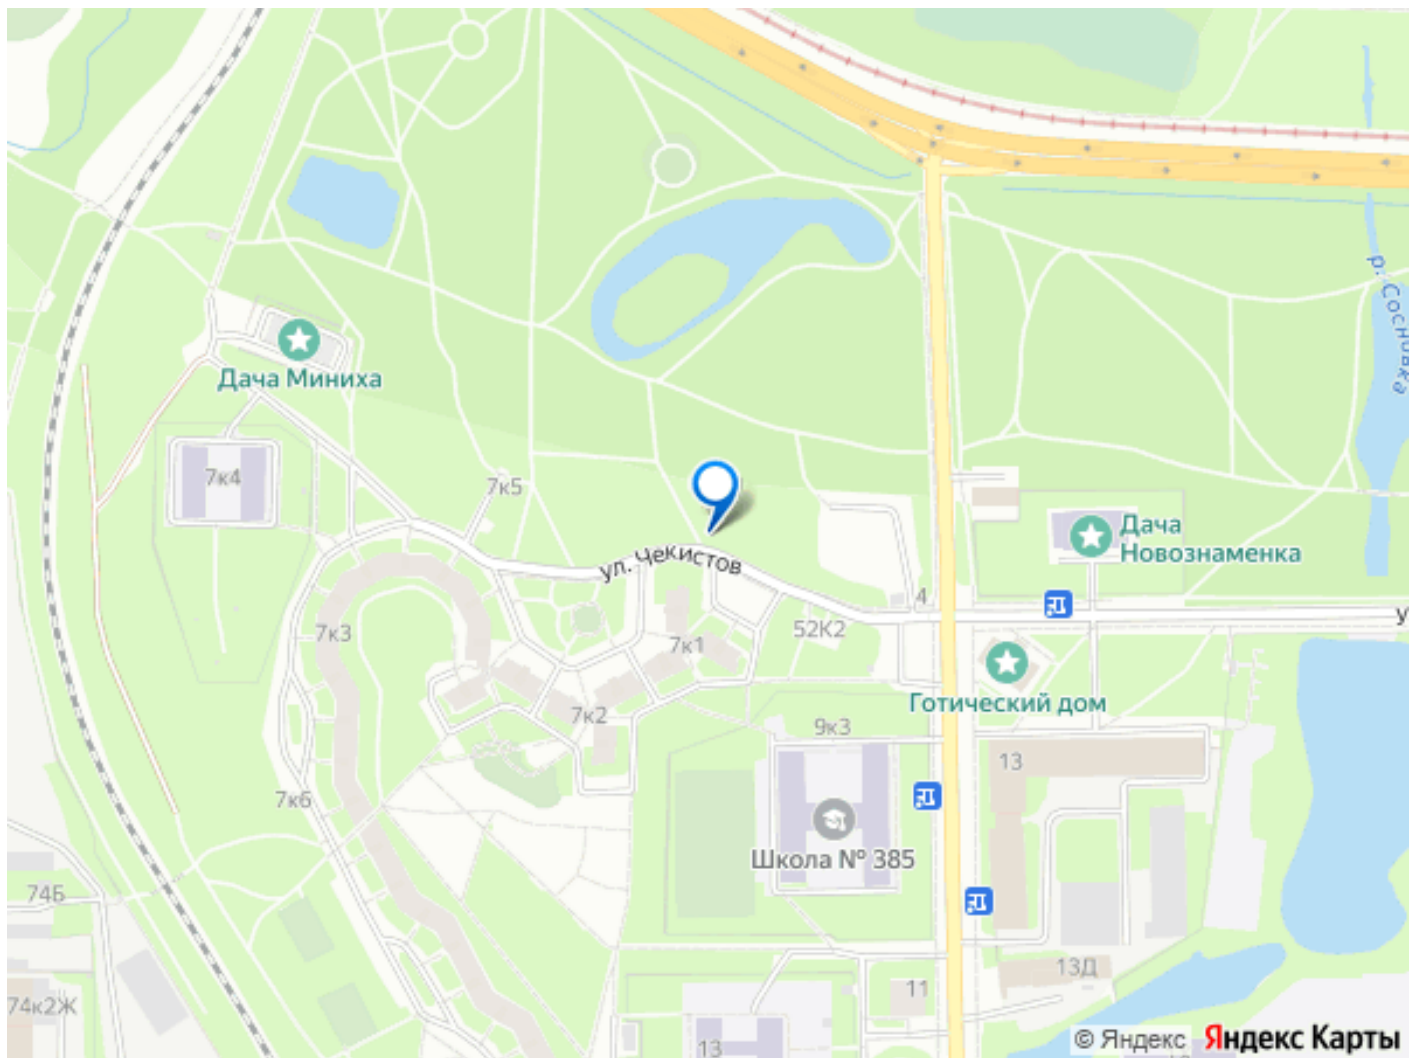 р. Сосновка
Дача Миниха
7к4
7к5
Дача
Новознаменка
ул. Чекистов
4
у
7к3
7к1
52К2
Готический дом
7к2
9к3
13
7к6
Школа № 385
74Б
13Д
74к2Ж
11
13
© Яндекс Яндекс Карты